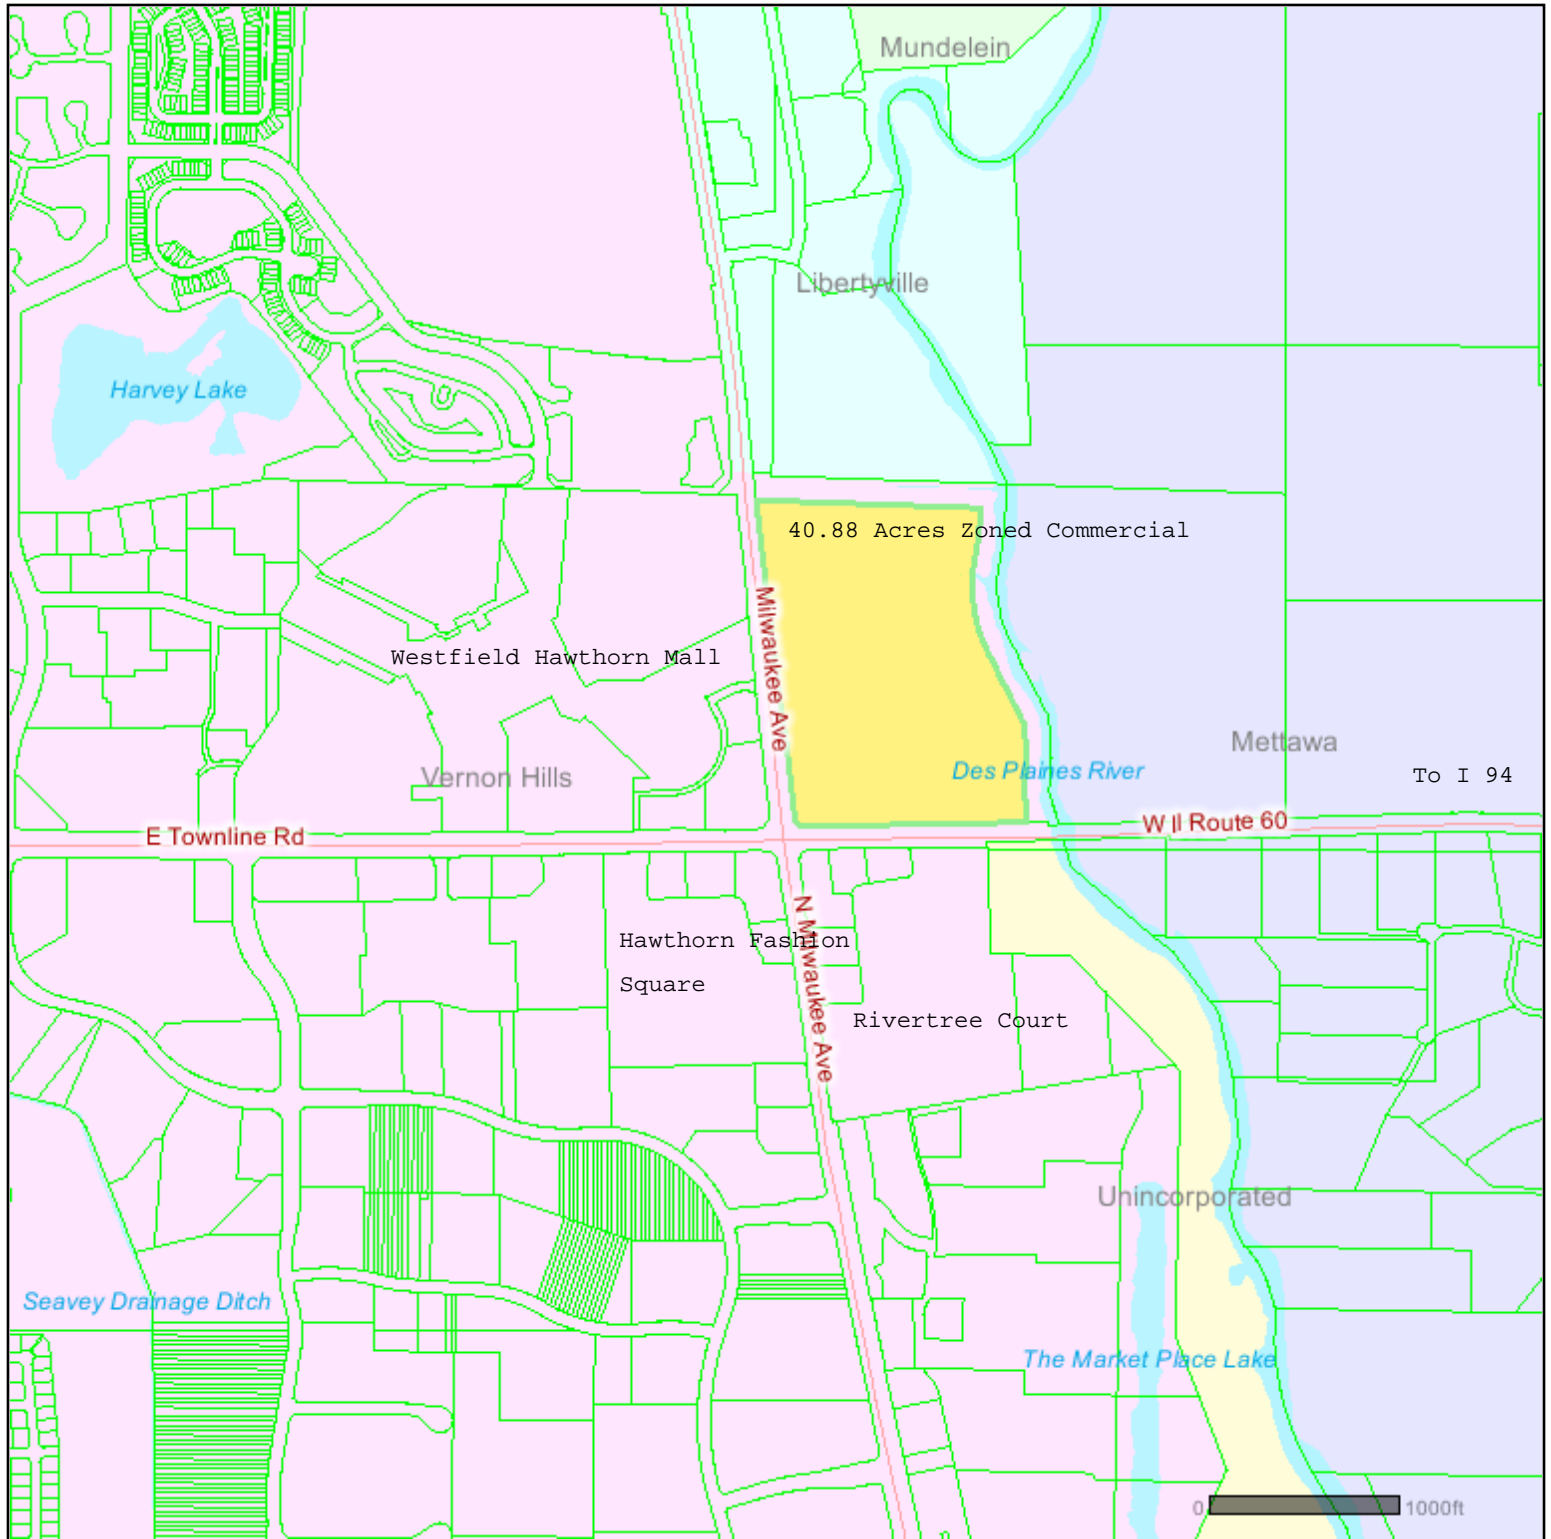 Mundelein
Libertyville
Harvey Lake
40.88 Acres Zoned Commercial
Milwaukee Ave
Westfield Hawthorn Mall
Mettawa
Des Plaines River
To I 94
Vernon Hills
W Il Route 60
E Townline Rd
N Milwaukee Ave
Hawthorn Fashion
Square
Rivertree Court
Unincorporated
Seavey Drainage Ditch
The Market Place Lake
0 1000ft